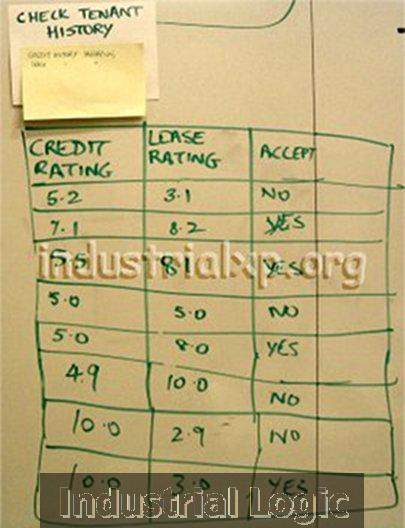 CHECK TENANT
HISTORY
CREDIT HISTORY
CREDIT RATING LEASE RATING ACCEPT
5.2 3.1 NO
7.1 8.2 YES
5.5 8.1 YES
industrialxp.org
5.0 5.0 NO
5.0 8.0 YES
4.9 10.0 NO
10.0 2.9 NO
10.0 3.0 YES
Industrial Logic